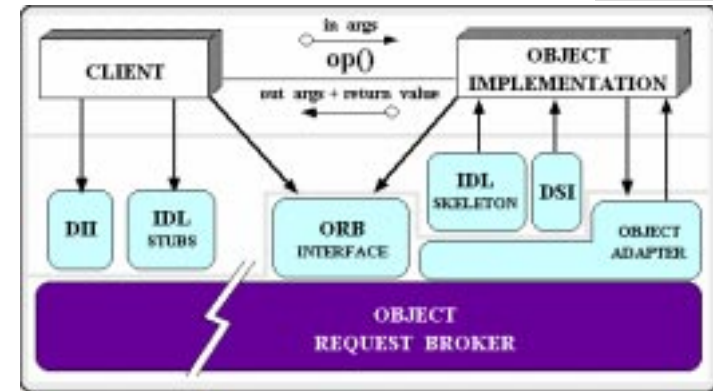 in args
op()
out args + return value
CLIENT
OBJECT
IMPLEMENTATION
DII
IDL
STUBS
ORB
INTERFACE
IDL
SKELETON
DSI
OBJECT
ADAPTER
OBJECT
REQUEST BROKER